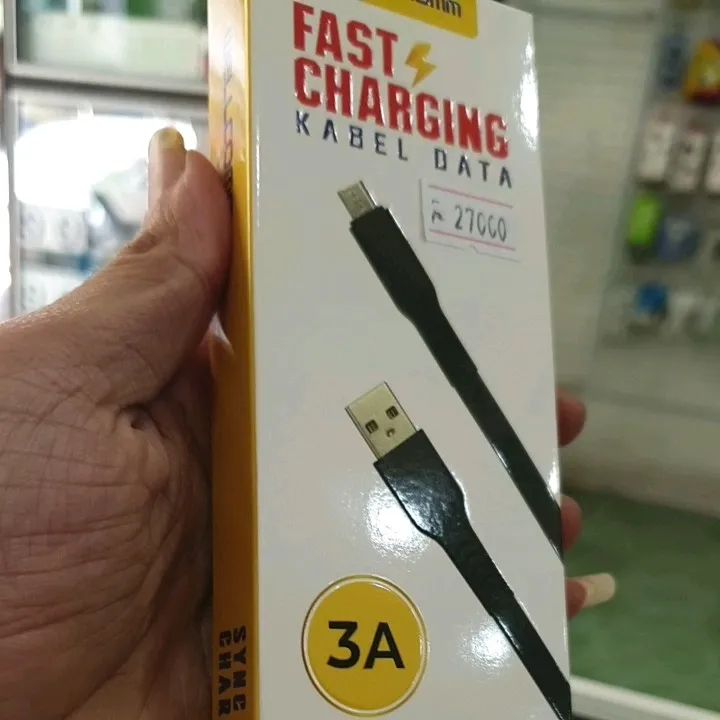 FAST
CHARGING
KABEL DATA
27000
3A
SYNC
CHAR